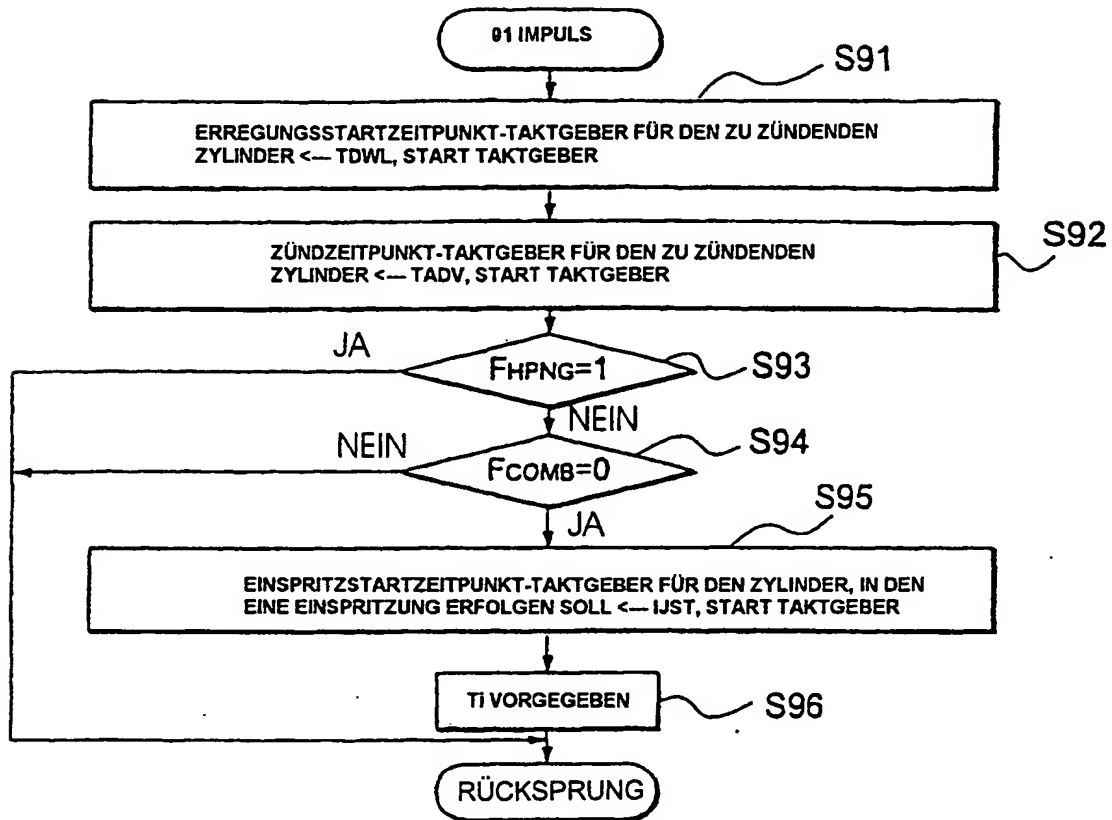 91 IMPULS
S91
ERREGUNGSSTARTZEITPUNKT-TAKTGEBER FÜR DEN ZU ZÜNDENDEN
ZYLINDER <— TDWL, START TAKTGEBER
S92
ZÜNDZEITPUNKT-TAKTGEBER FÜR DEN ZU ZÜNDENDEN
ZYLINDER <— TADV, START TAKTGEBER
JA
FHPNG=1
S93
NEIN
NEIN
FCOMB=0
S94
JA
S95
EINSPRITZSTARTZEITPUNKT-TAKTGEBER FÜR DEN ZYLINDER, IN DEN
EINE EINSPRITZUNG ERFOLGEN SOLL <— IJST, START TAKTGEBER
Ti VORGEGEBEN
S96
RÜCKSPRUNG